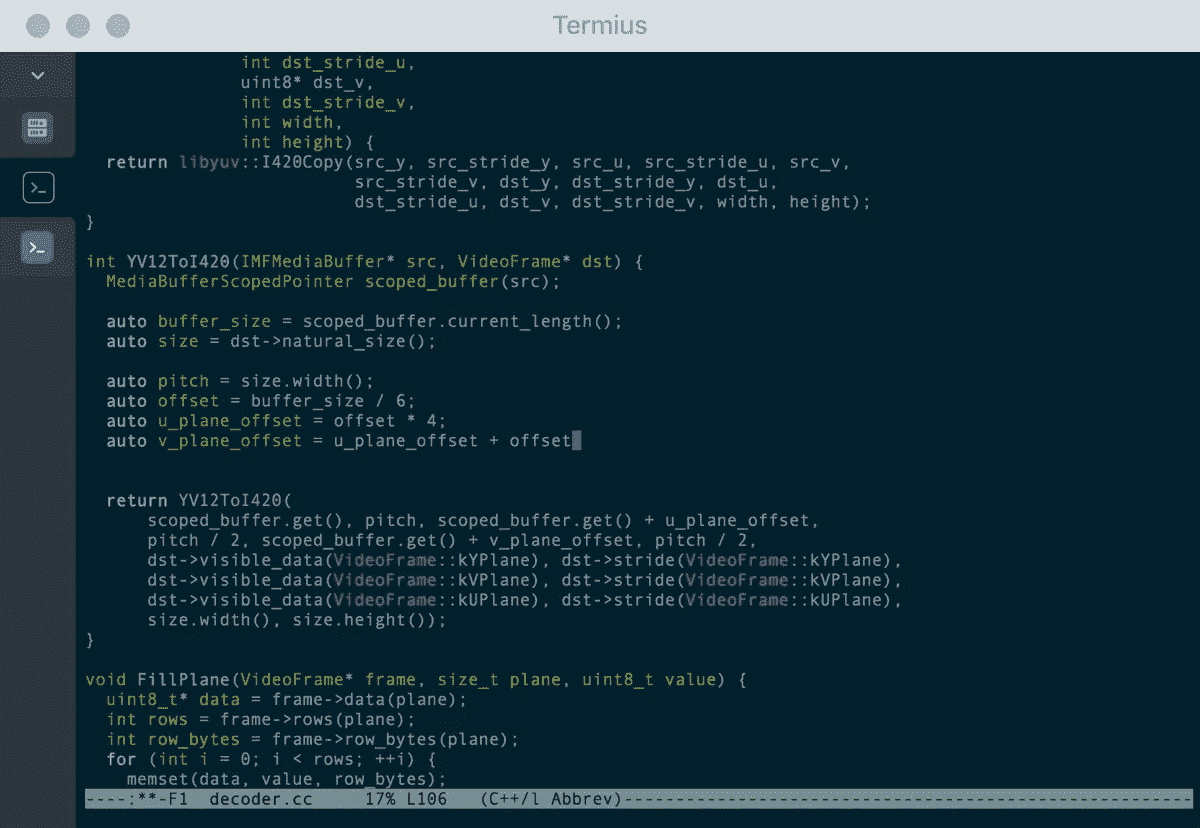 Termius
int dst_stride_u,
uint8* dst_v,
int dst_stride_v,
int width,
int height) {
return libyuv::I420Copy(src_y, src_stride_y, src_u, src_stride_u, src_v,
src_stride_v, dst_y, dst_stride_y, dst_u,
dst_stride_u, dst_v, dst_stride_v, width, height);
}
int YV12ToI420(IMFMediaBuffer* src, VideoFrame* dst) {
MediaBufferScopedPointer scoped_buffer(src);
auto buffer_size = scoped_buffer.current_length();
auto size = dst->natural_size();
auto pitch = size.width();
auto offset = buffer_size / 6;
auto u_plane_offset = offset * 4;
auto v_plane_offset = u_plane_offset + offset
return YV12ToI420(
scoped_buffer.get(), pitch, scoped_buffer.get() + u_plane_offset,
pitch / 2, scoped_buffer.get() + v_plane_offset, pitch / 2,
dst->visible_data(VideoFrame::kYPlane), dst->stride(VideoFrame::kYPlane),
dst->visible_data(VideoFrame::kVPlane), dst->stride(VideoFrame::kVPlane),
dst->visible_data(VideoFrame::kUPlane), dst->stride(VideoFrame::kUPlane),
size.width(), size.height());
}
void FillPlane(VideoFrame* frame, size_t plane, uint8_t value) {
uint8_t* data = frame->data(plane);
int rows = frame->rows(plane);
int row_bytes = frame->row_bytes(plane);
for (int i = 0; i < rows; ++i) {
memset(data, value, row_bytes);
----:**-F1  decoder.cc     17% L106   (C++/l Abbrev)-------------------------------------------------------